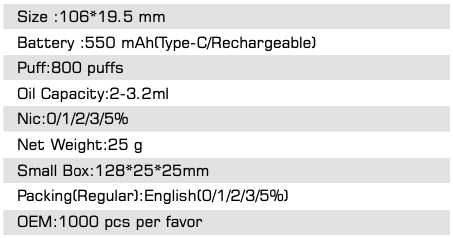 Size :106*19.5 mm
Battery :550 mAh(Type-C/Rechargeable)
Puff:800 puffs
Oil Capacity:2-3.2ml
Nic:0/1/2/3/5%
Net Weight:25 g
Small Box:128*25*25mm
Packing(Regular):English(0/1/2/3/5%)
OEM:1000 pcs per favor